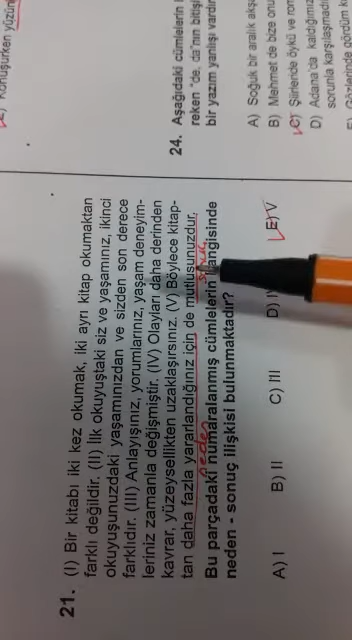 21. (I) Bir kitabı iki kez okumak, iki ayrı kitap okumaktan
farklı değildir. (II) İlk okuyuştaki siz ve yaşamınız, ikinci
okuyuşunuzdaki yaşamınızdan ve sizden son derece
farklıdır. (III) Anlayışınız, yorumlarınız, yaşam deneyim-
leriniz zamanla değişmiştir. (IV) Olayları daha derinden
kavrar, yüzeysellikten uzaklaşırsınız. (V) Böylece kitap-
tan daha fazla yararlandığınız için de mutlusunuzdur.
neden
Bu parçadaki numaralanmış cümlelerin hangisinde
neden - sonuç ilişkisi bulunmaktadır?
A) I B) II C) III D) IV E) V
24. Aşağıdaki cümlelerin
reken "de, da"nın bitişi
bir yazım yanlışı vardır
A) Soğuk bir aralık akşa
B) Mehmet de bize onu
C) Şiirleride öykü ve rom
D) Adana'da kaldığımız
sorunla karşılaşmadı
E) Gözlerinde gördüm k